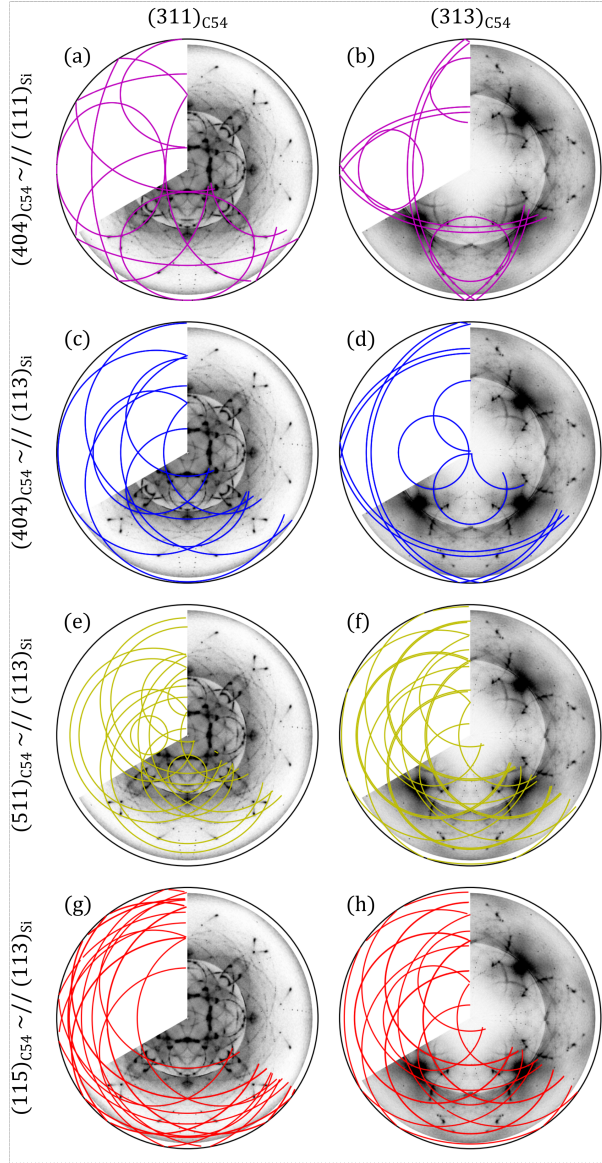 (311)C54 (313)C54
(404)C54 ~// (111)Si
(a) (b)
(404)C54 ~// (113)Si
(c) (d)
(511)C54 ~// (113)Si
(e) (f)
(115)C54 ~// (113)Si
(g) (h)